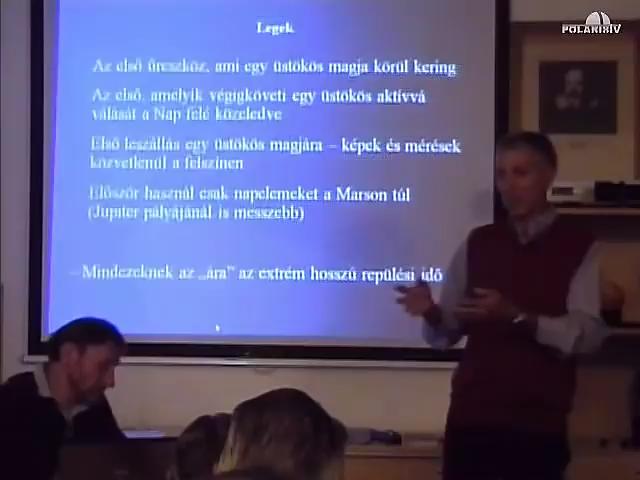 POLARIXIV
Legek
Az első űreszköz, ami egy üstökös magja körül kering
Az első, amelyik végigköveti egy üstökös aktívvá
válását a Nap felé közeledve
Első leszállás egy üstökös magjára – képek és mérések
közvetlenül a felszínen
Először használ csak napelemeket a Marson túl
(Jupiter pályájánál is messzebb)
– Mindezeknek az „ára” az extrém hosszú repülési idő